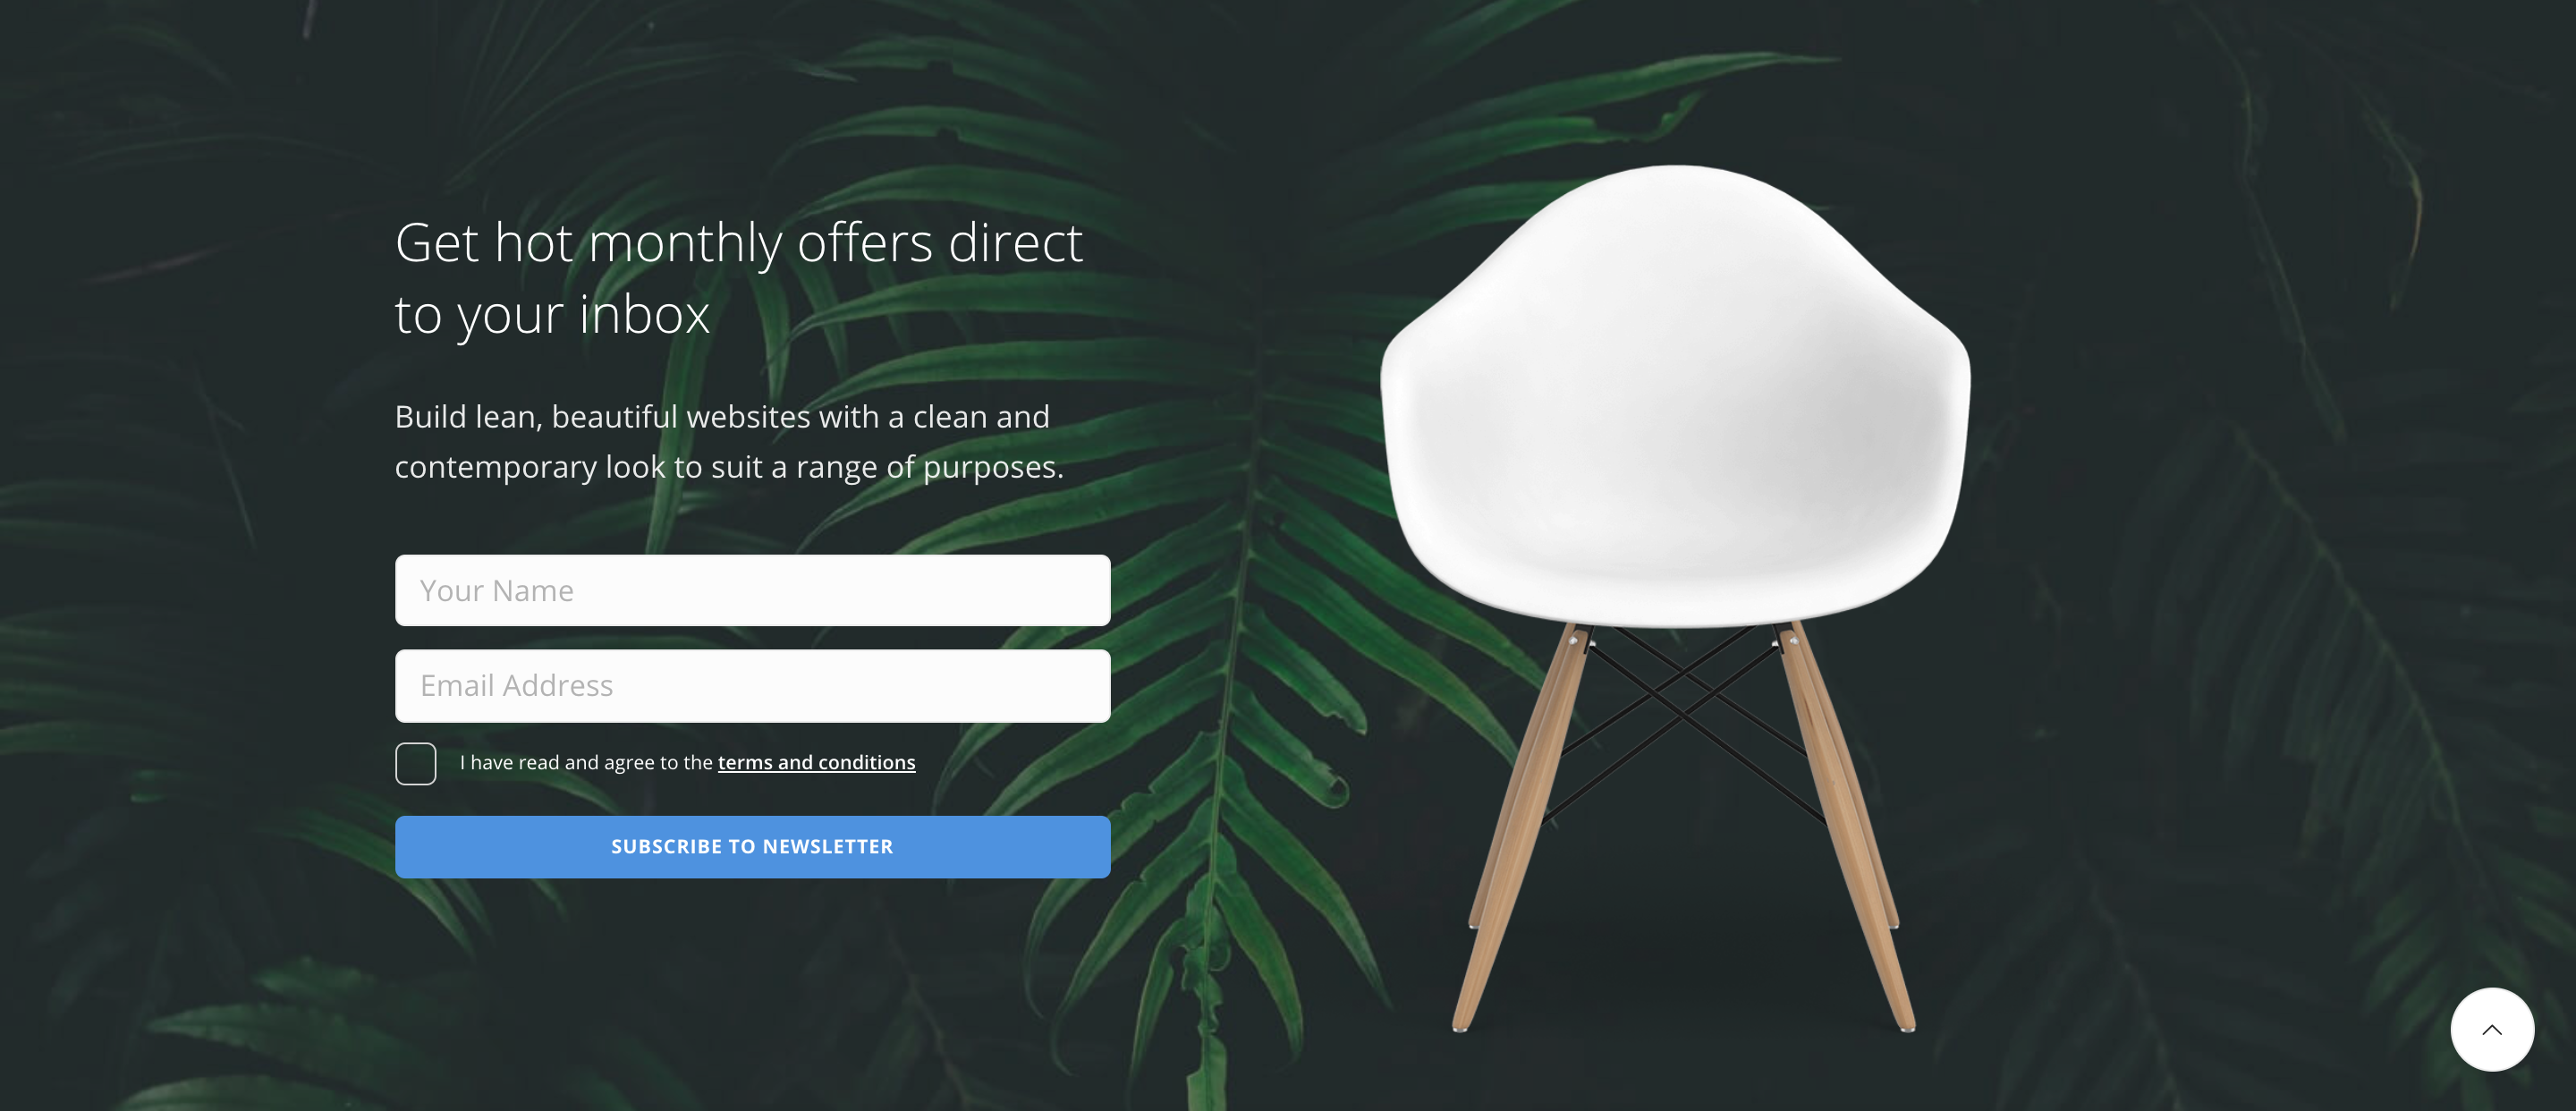 Get hot monthly offers direct
to your inbox
Build lean, beautiful websites with a clean and
contemporary look to suit a range of purposes.
Your Name
Email Address
I have read and agree to the terms and conditions
SUBSCRIBE TO NEWSLETTER